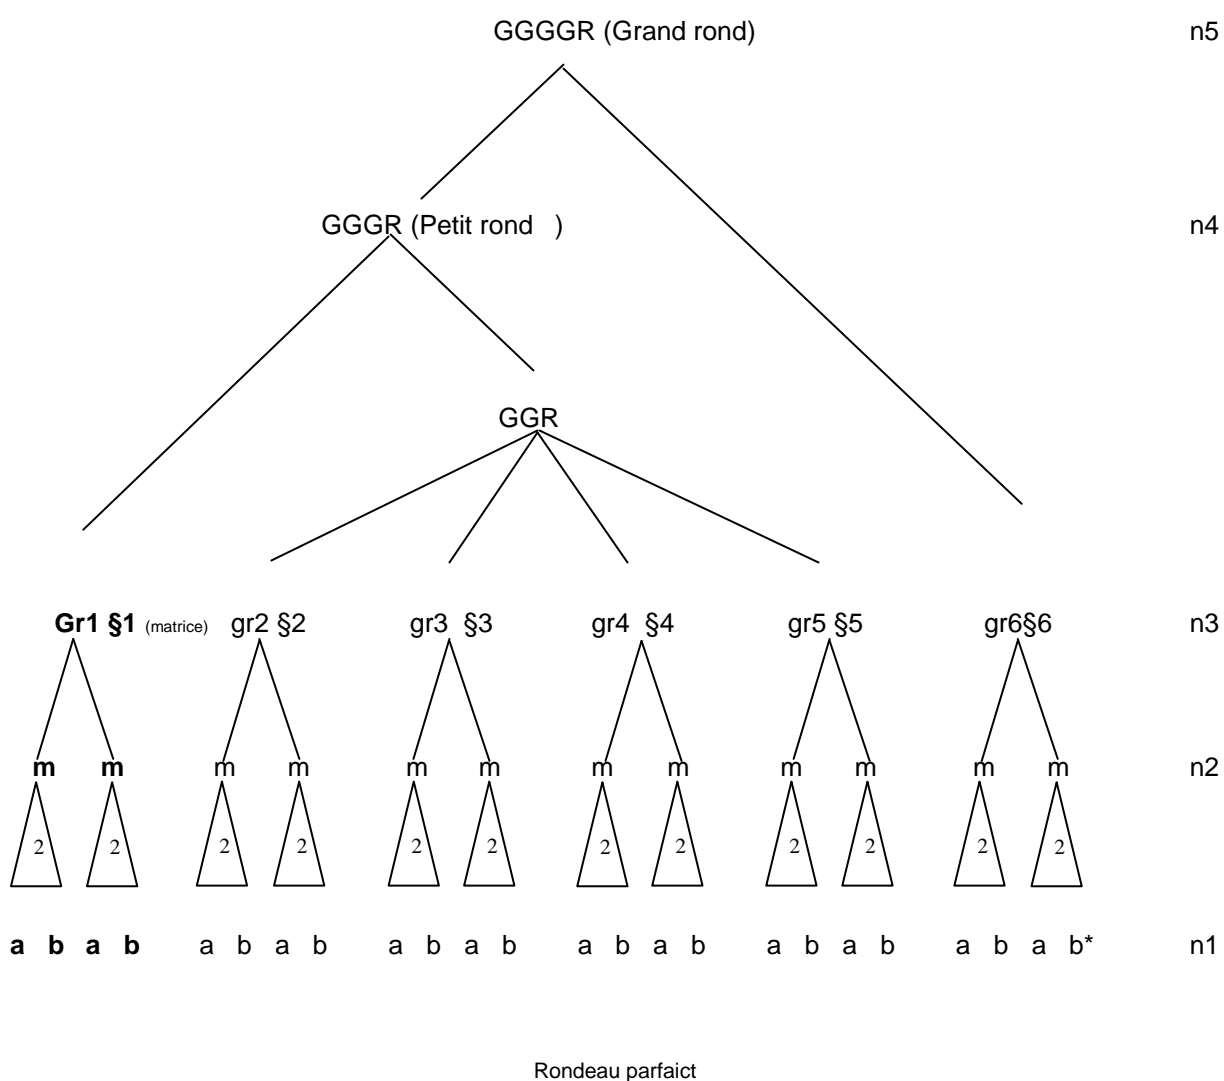 GGGGR (Grand rond) n5
GGGR (Petit rond ) n4
GGR
Gr1 §1 (matrice) gr2 §2 gr3 §3 gr4 §4 gr5 §5 gr6§6 n3
m m m m m m m m m m m m n2
2 2 2 2 2 2 2 2 2 2 2 2
a b a b a b a b a b a b a b a b a b a b a b a b* n1
Rondeau parfaict